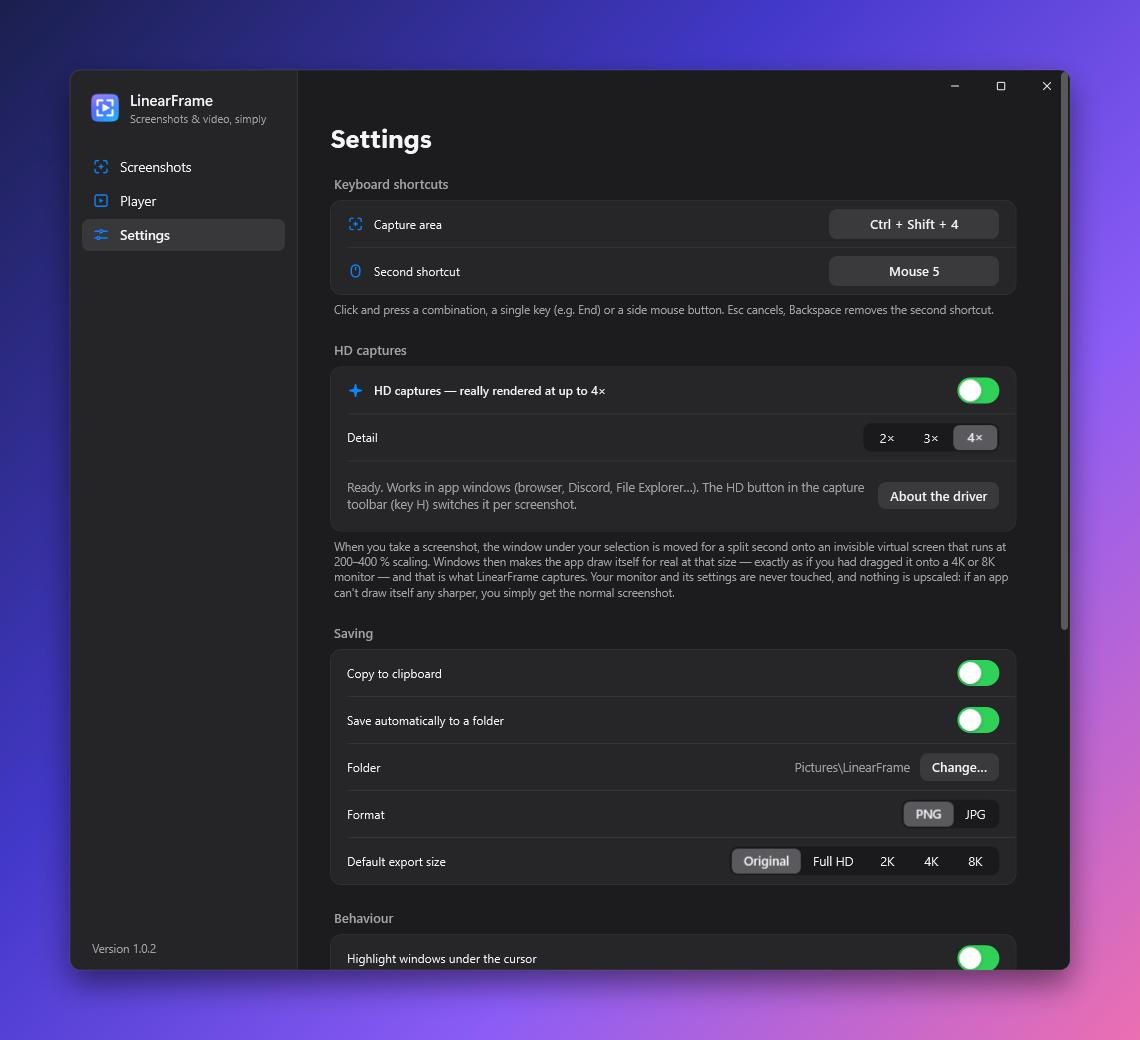 LinearFrame
Screenshots & video, simply
Screenshots
Player
Settings
Version 1.0.2
Settings
Keyboard shortcuts
Capture area
Ctrl + Shift + 4
Second shortcut
Mouse 5
Click and press a combination, a single key (e.g. End) or a side mouse button. Esc cancels, Backspace removes the second shortcut.
HD captures
HD captures — really rendered at up to 4×
Detail
2× 3× 4×
Ready. Works in app windows (browser, Discord, File Explorer…). The HD button in the capture
toolbar (key H) switches it per screenshot.
About the driver
When you take a screenshot, the window under your selection is moved for a split second onto an invisible virtual screen that runs at
200–400 % scaling. Windows then makes the app draw itself for real at that size — exactly as if you had dragged it onto a 4K or 8K
monitor — and that is what LinearFrame captures. Your monitor and its settings are never touched, and nothing is upscaled: if an app
can't draw itself any sharper, you simply get the normal screenshot.
Saving
Copy to clipboard
Save automatically to a folder
Folder
Pictures\LinearFrame
Change…
Format
PNG JPG
Default export size
Original Full HD 2K 4K 8K
Behaviour
Highlight windows under the cursor